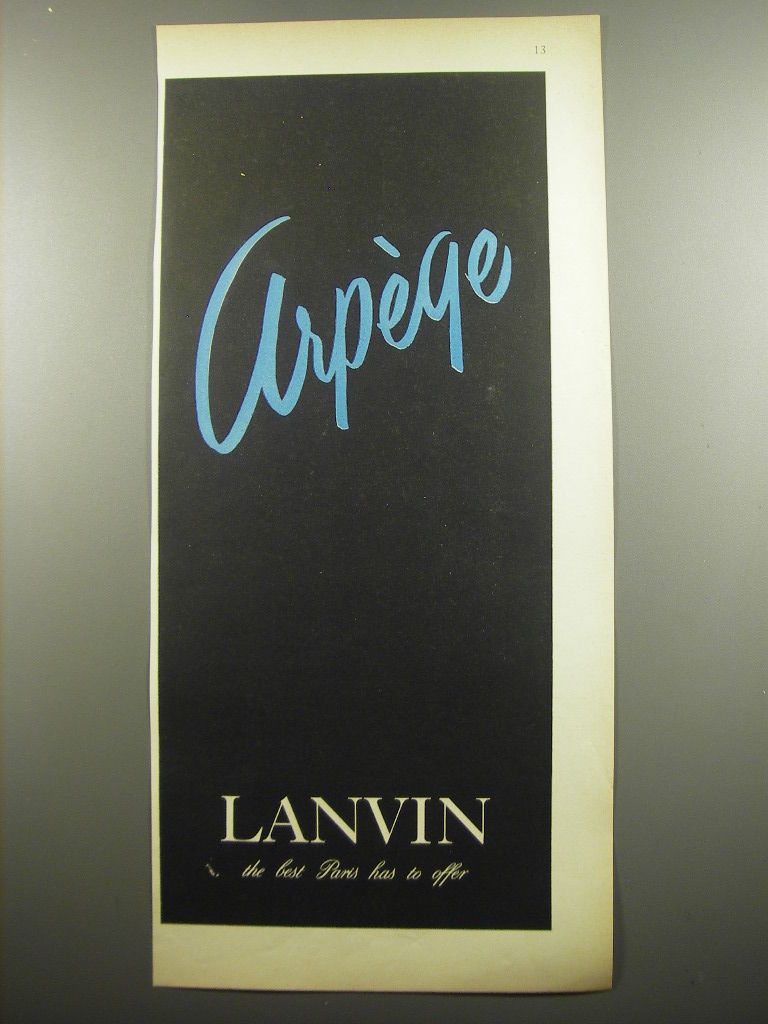 13
Arpège
LANVIN
the best Paris has to offer